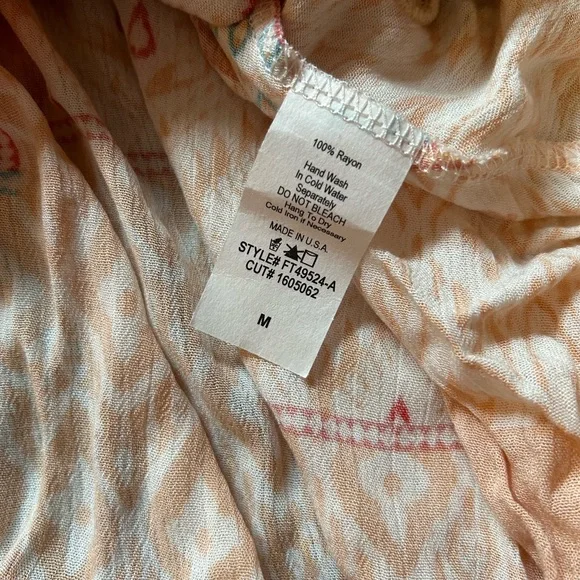 100% Rayon
Hand Wash
In Cold Water
Separately
DO NOT BLEACH
Hang To Dry
Cold Iron if Necessary
MADE IN U.S.A.
STYLE# FT49524-A
CUT# 1605062
M